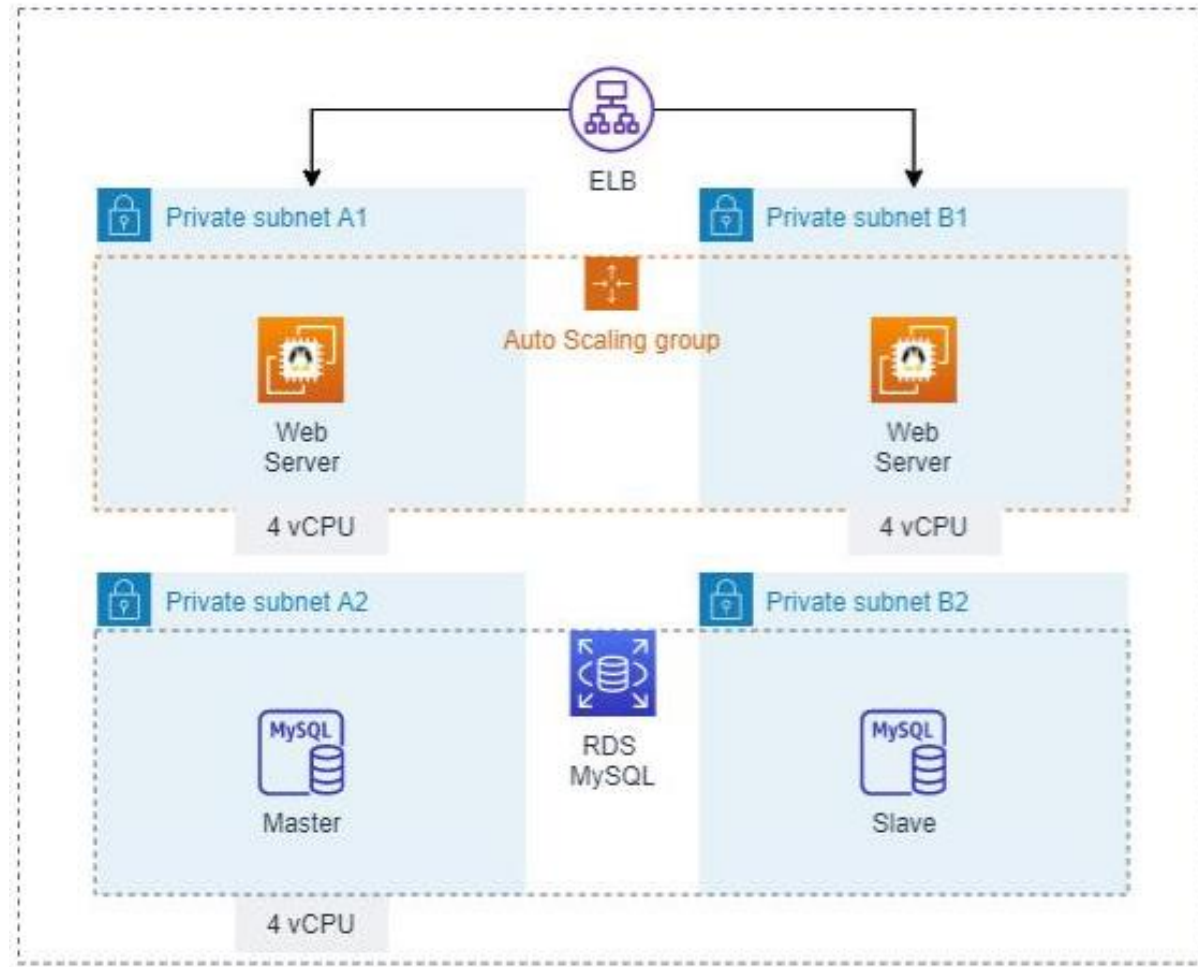 ELB
Private subnet A1
Private subnet B1
Auto Scaling group
Web
Server
Web
Server
4 vCPU
4 vCPU
Private subnet A2
Private subnet B2
MySQL
RDS
MySQL
MySQL
Master
Slave
4 vCPU